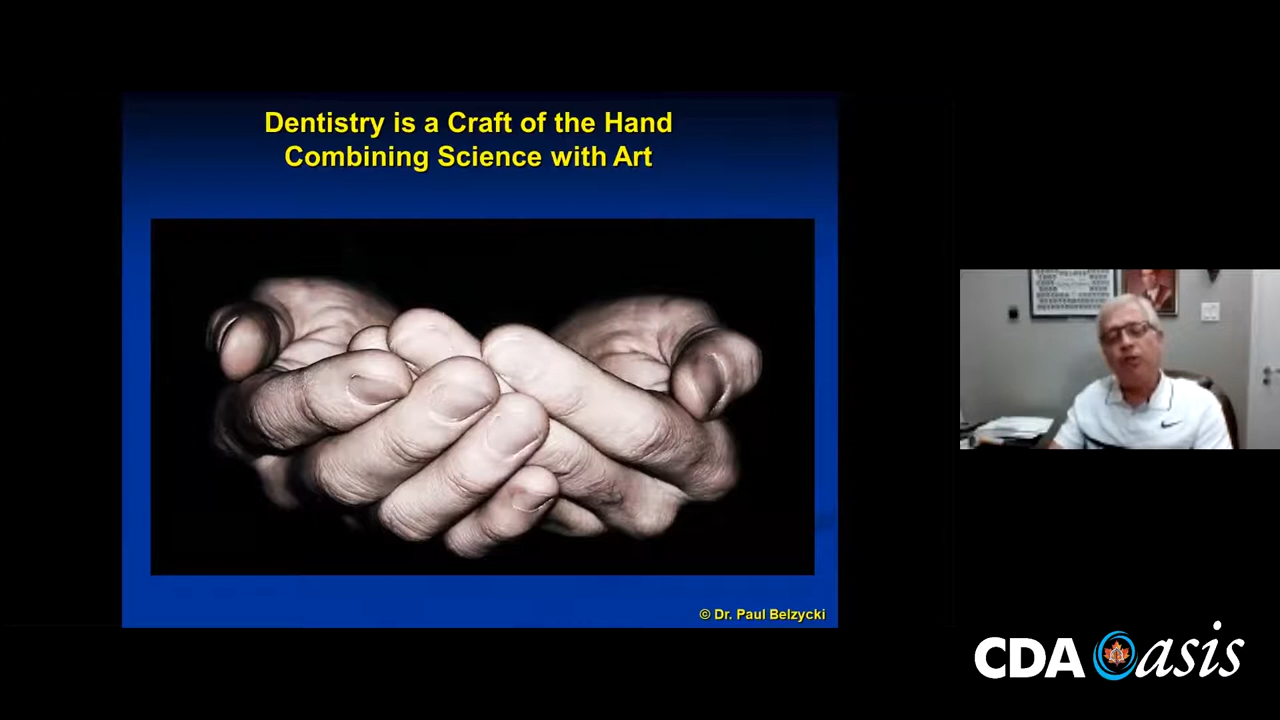 Dentistry is a Craft of the Hand
Combining Science with Art
© Dr. Paul Belzycki
CDA Oasis